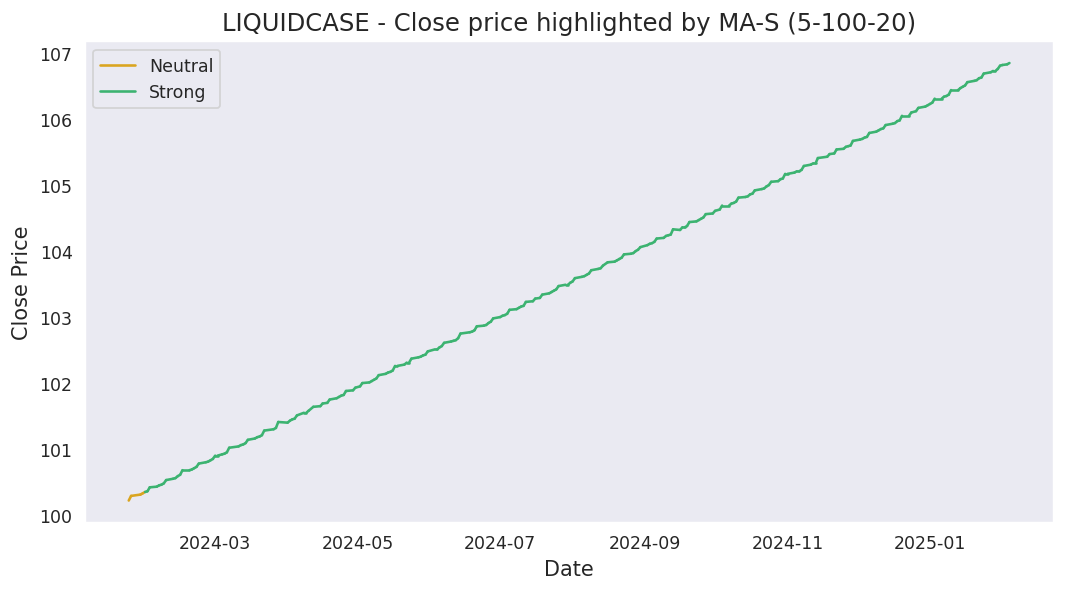 LIQUIDCASE - Close price highlighted by MA-S (5-100-20)
Neutral
Strong
Close Price
107
106
105
104
103
102
101
100
2024-03
2024-05
2024-07
2024-09
2024-11
2025-01
Date